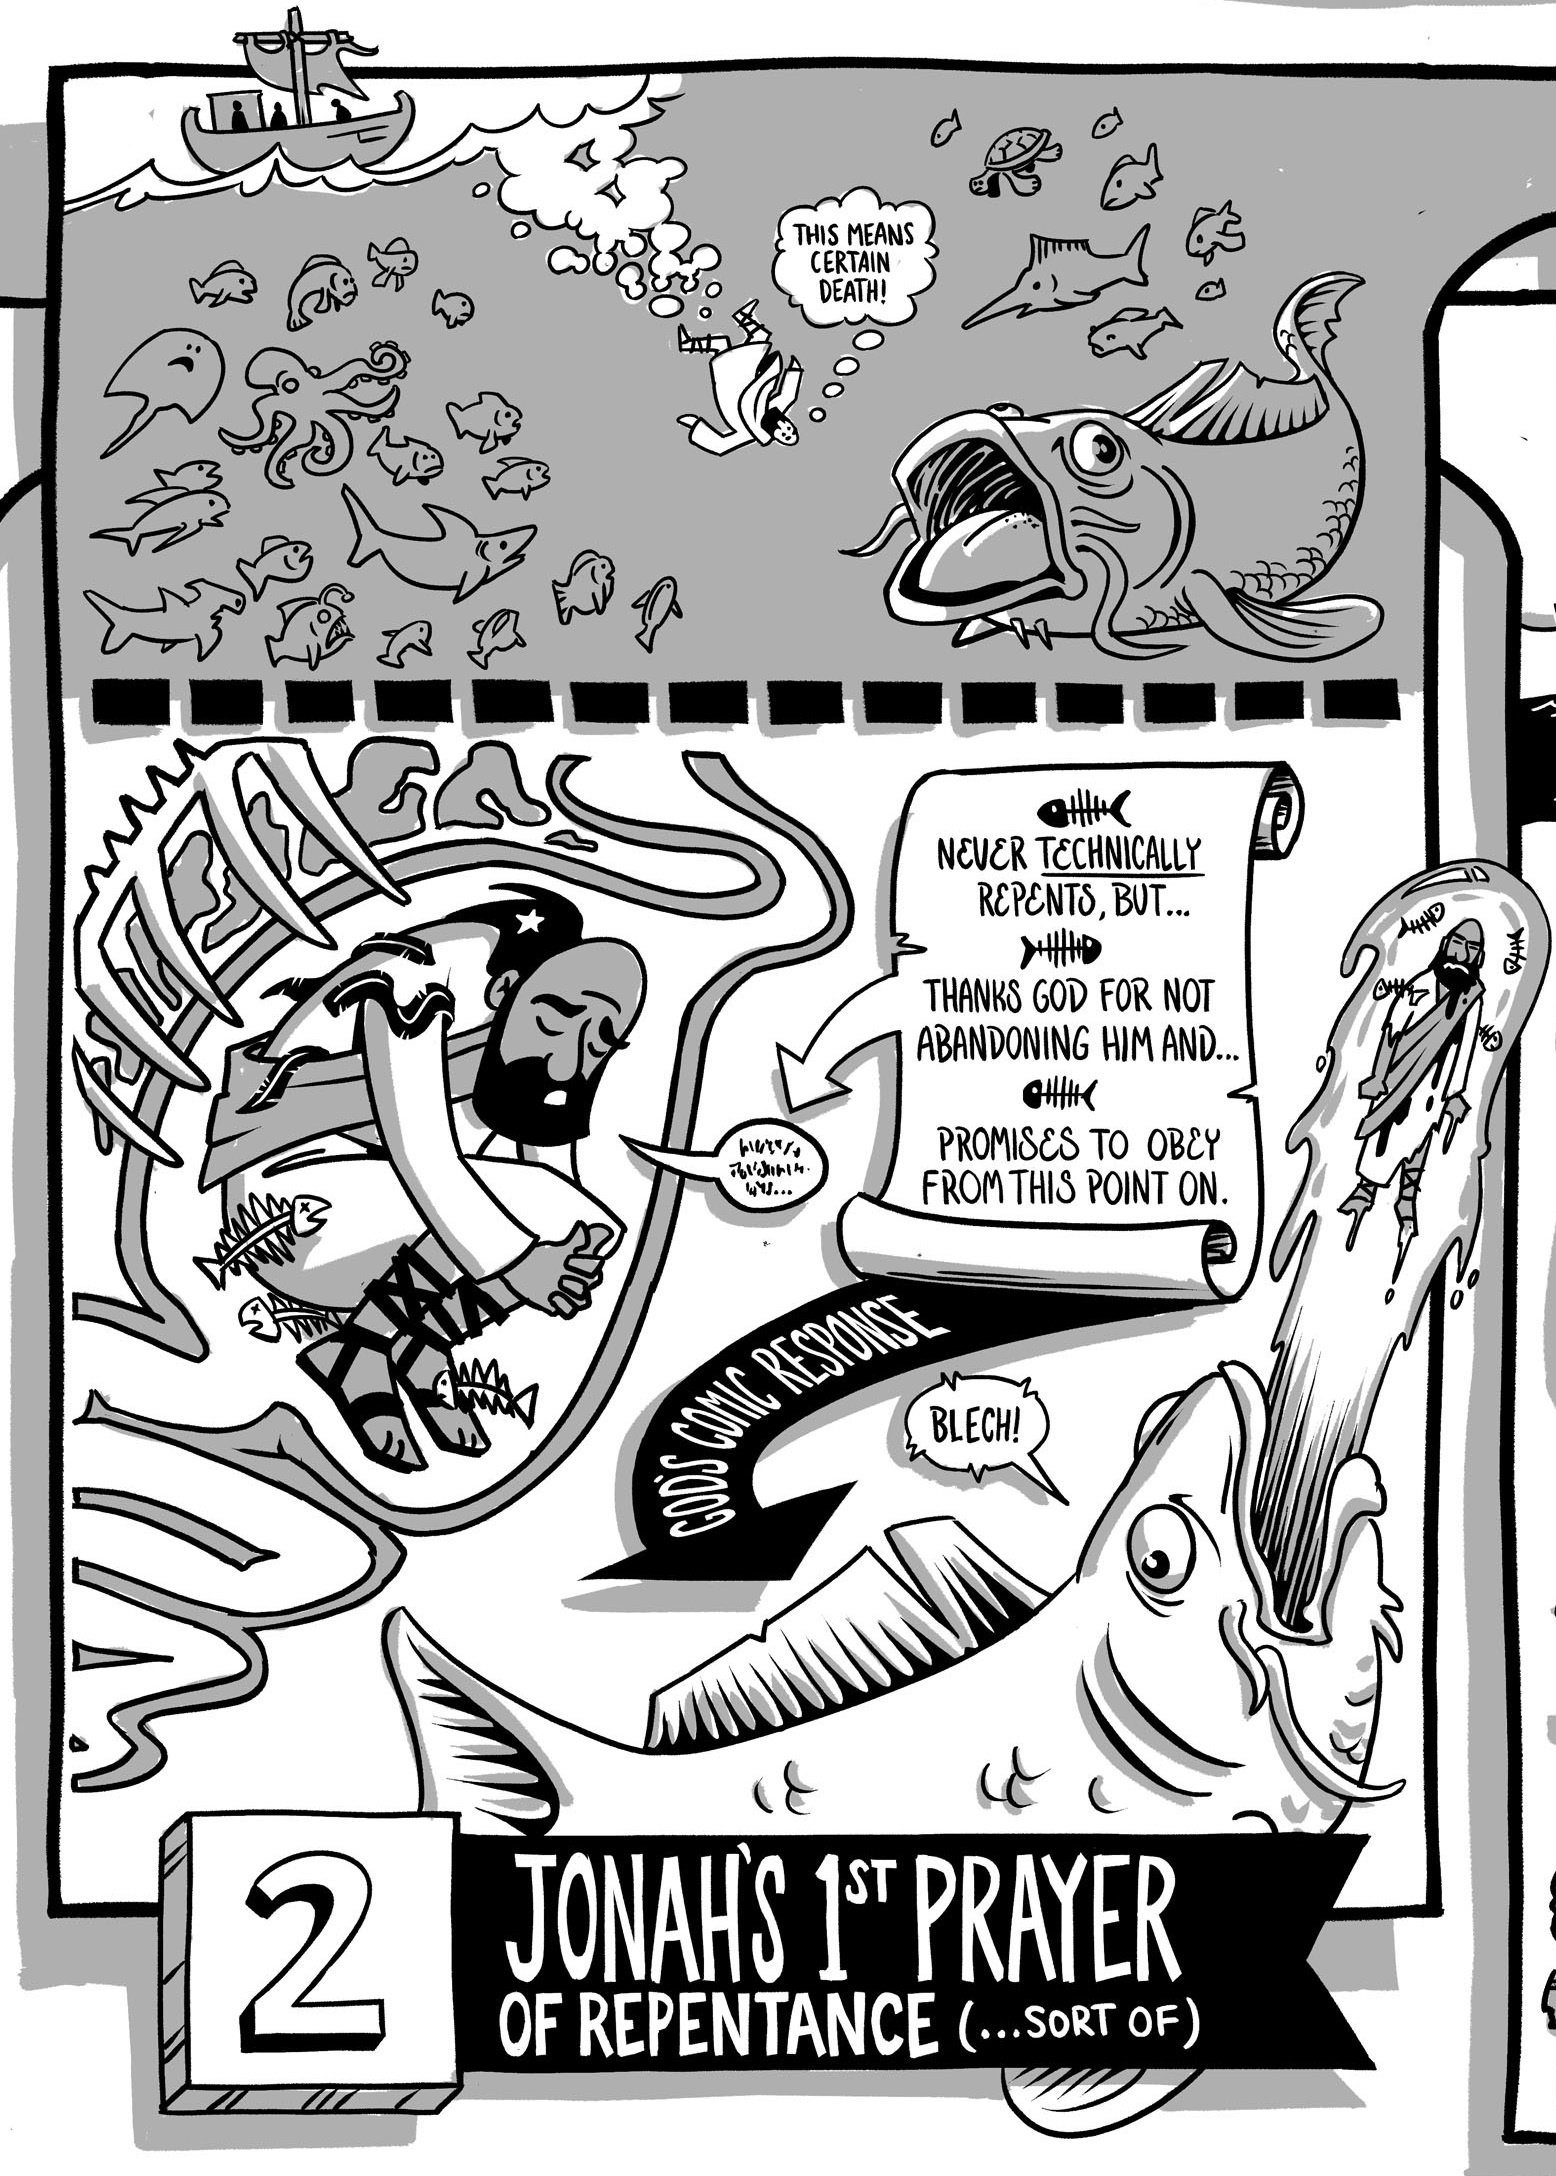 THIS MEANS
CERTAIN
DEATH!
NEVER TECHNICALLY
REPENTS, BUT...
THANKS GOD FOR NOT
ABANDONING HIM AND...
PROMISES TO OBEY
FROM THIS POINT ON.
GOD'S COMIC RESPONSE
BLECH!
2
JONAH'S 1ST PRAYER
OF REPENTANCE (...SORT OF)